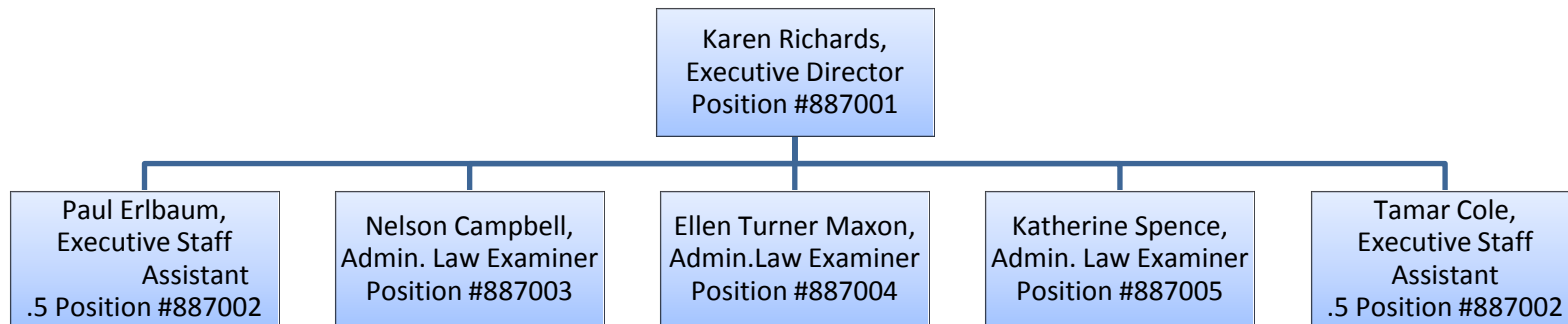 Karen Richards,
Executive Director
Position #887001
Paul Erlbaum,
Executive Staff
Assistant
.5 Position #887002
Nelson Campbell,
Admin. Law Examiner
Position #887003
Ellen Turner Maxon,
Admin.Law Examiner
Position #887004
Katherine Spence,
Admin. Law Examiner
Position #887005
Tamar Cole,
Executive Staff
Assistant
.5 Position #887002